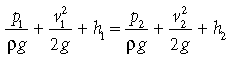 p₁/ρg + v₁²/2g + h₁ = p₂/ρg + v₂²/2g + h₂